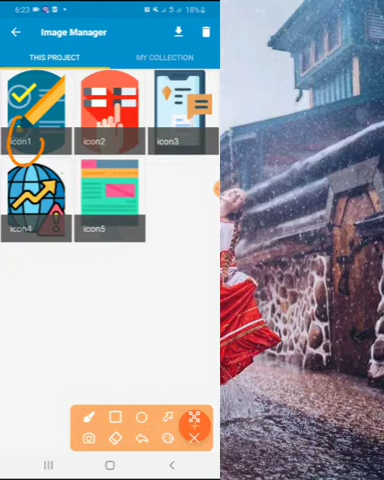 6:23
18%
Image Manager
THIS PROJECT
MY COLLECTION
icon1
icon2
icon3
icon4
icon5